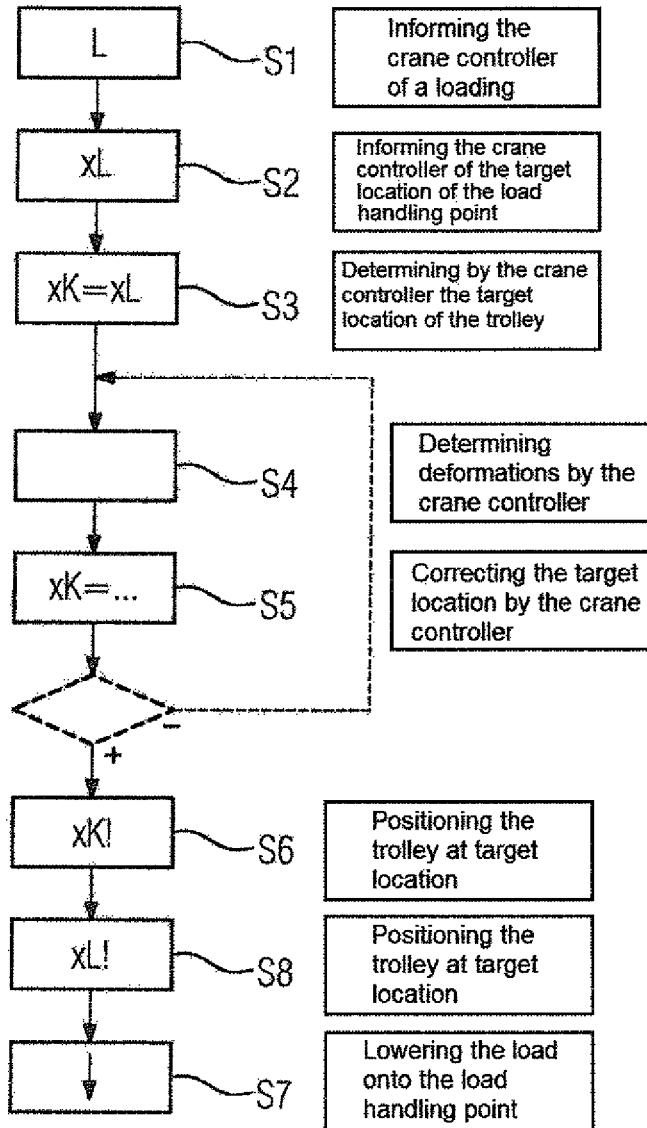 L
S1
Informing the
crane controller
of a loading
xL
S2
Informing the crane
controller of the target
location of the load
handling point
xK=xL
S3
Determining by the crane
controller the target
location of the trolley
S4
Determining
deformations by the
crane controller
xK=...
S5
Correcting the target
location by the crane
controller
−
+
xK!
S6
Positioning the
trolley at target
location
xL!
S8
Positioning the
trolley at target
location
S7
Lowering the load
onto the load
handling point